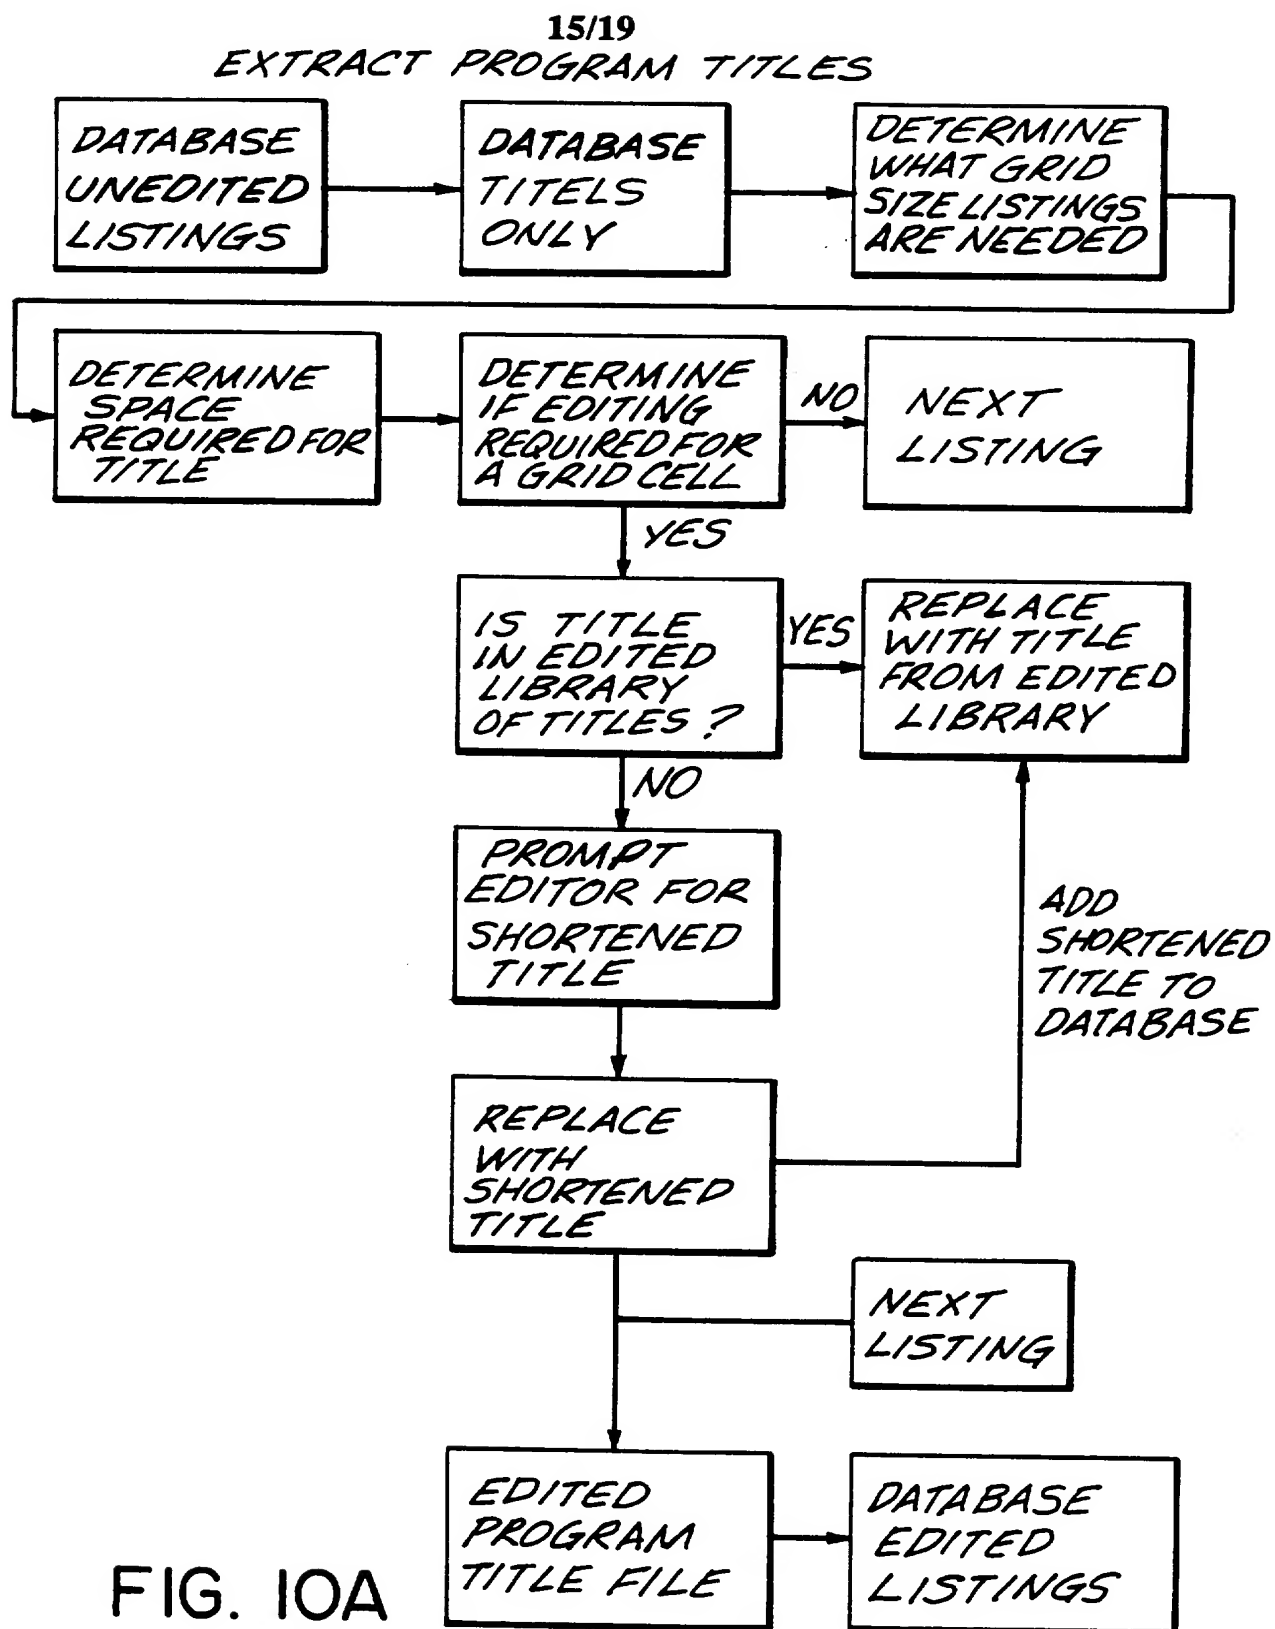 15/19
EXTRACT PROGRAM TITLES
DATABASE
UNEDITED
LISTINGS
DATABASE
TITELS
ONLY
DETERMINE
WHAT GRID
SIZE LISTINGS
ARE NEEDED
DETERMINE
SPACE
REQUIRED FOR
TITLE
DETERMINE
IF EDITING
REQUIRED FOR
A GRID CELL
NO
NEXT
LISTING
YES
IS TITLE
IN EDITED
LIBRARY
OF TITLES?
YES
REPLACE
WITH TITLE
FROM EDITED
LIBRARY
NO
PROMPT
EDITOR FOR
SHORTENED
TITLE
ADD
SHORTENED
TITLE TO
DATABASE
REPLACE
WITH
SHORTENED
TITLE
NEXT
LISTING
EDITED
PROGRAM
TITLE FILE
DATABASE
EDITED
LISTINGS
FIG. 10A